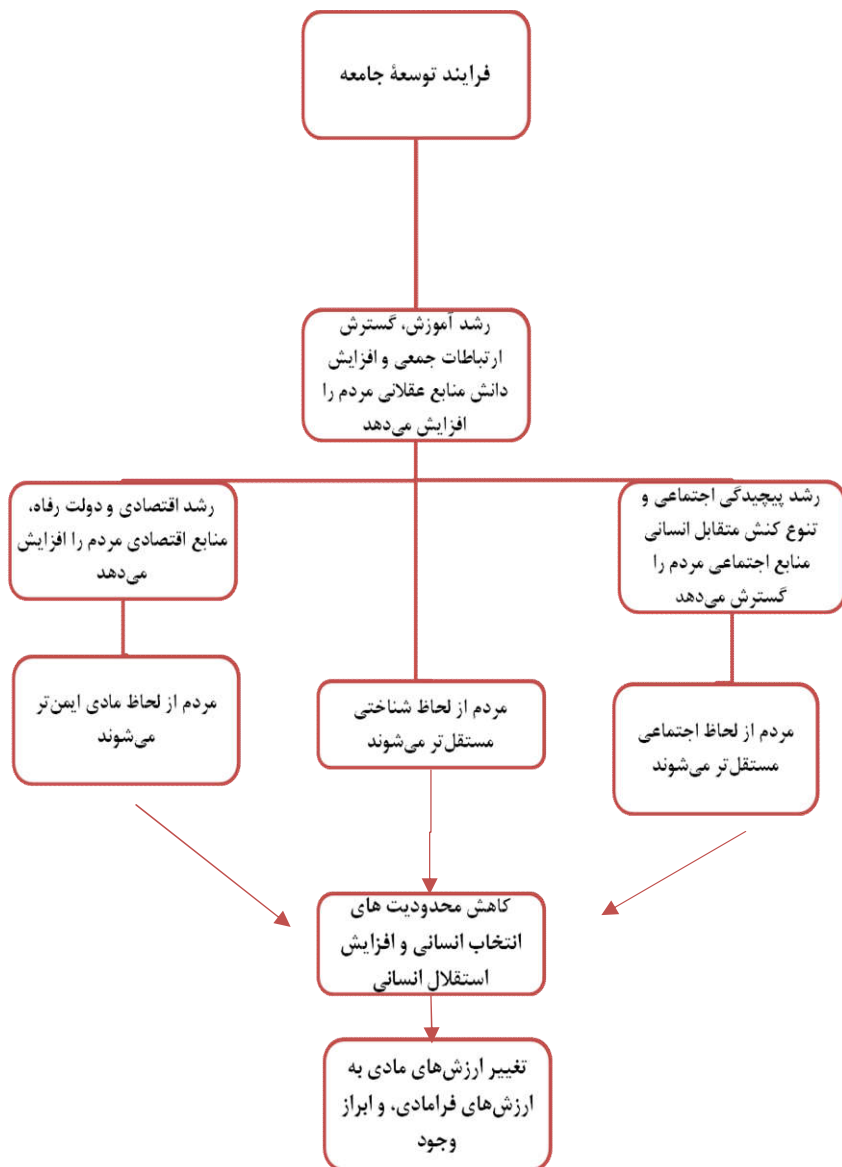 فرایند توسعۀ جامعه
رشد آموزش، گسترش
ارتباطات جمعی و افزایش
دانش منابع عقلانی مردم را
افزایش می‌دهد
رشد پیچیدگی اجتماعی و
تنوع کنش متقابل انسانی
منابع اجتماعی مردم را
گسترش می‌دهد
رشد اقتصادی و دولت رفاه،
منابع اقتصادی مردم را افزایش
می‌دهد
مردم از لحاظ اجتماعی
مستقل‌تر می‌شوند
مردم از لحاظ شناختی
مستقل‌تر می‌شوند
مردم از لحاظ مادی ایمن‌تر
می‌شوند
کاهش محدودیت های
انتخاب انسانی و افزایش
استقلال انسانی
تغییر ارزش‌های مادی به
ارزش‌های فرامادی، و ابراز
وجود